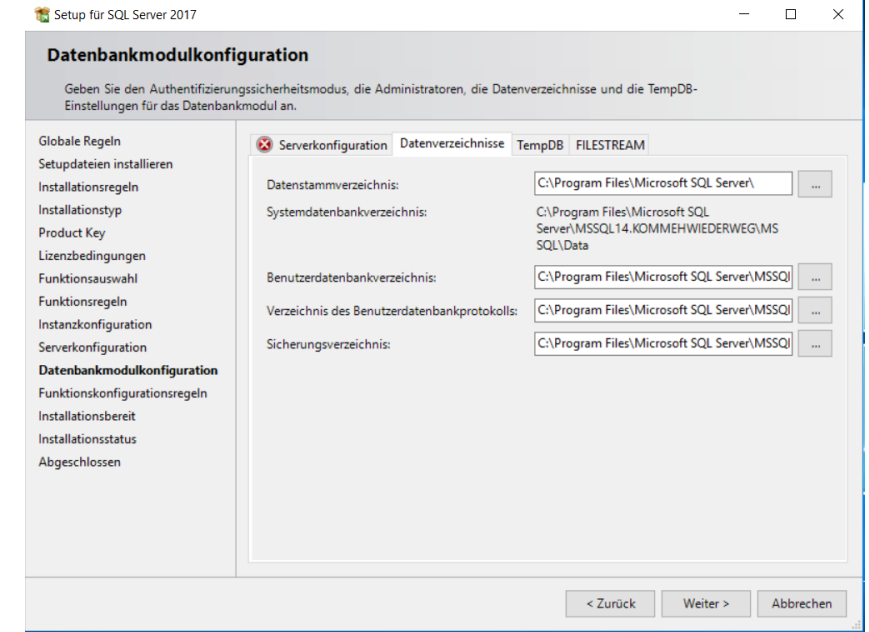 Setup für SQL Server 2017
Datenbankmodulkonfiguration
Geben Sie den Authentifizierungssicherheitsmodus, die Administratoren, die Datenverzeichnisse und die TempDB-
Einstellungen für das Datenbankmodul an.
Globale Regeln
Setupdateien installieren
Installationsregeln
Installationstyp
Product Key
Lizenzbedingungen
Funktionsauswahl
Funktionsregeln
Instanzkonfiguration
Serverkonfiguration
Datenbankmodulkonfiguration
Funktionskonfigurationsregeln
Installationsbereit
Installationsstatus
Abgeschlossen
Serverkonfiguration Datenverzeichnisse TempDB FILESTREAM
Datenstammverzeichnis: C:\Program Files\Microsoft SQL Server\ ...
Systemdatenbankverzeichnis: C:\Program Files\Microsoft SQL
Server\MSSQL14.KOMMEHWIEDERWEG\MS
SQL\Data
Benutzerdatenbankverzeichnis: C:\Program Files\Microsoft SQL Server\MSSQl ...
Verzeichnis des Benutzerdatenbankprotokolls: C:\Program Files\Microsoft SQL Server\MSSQl ...
Sicherungsverzeichnis: C:\Program Files\Microsoft SQL Server\MSSQl ...
< Zurück Weiter > Abbrechen